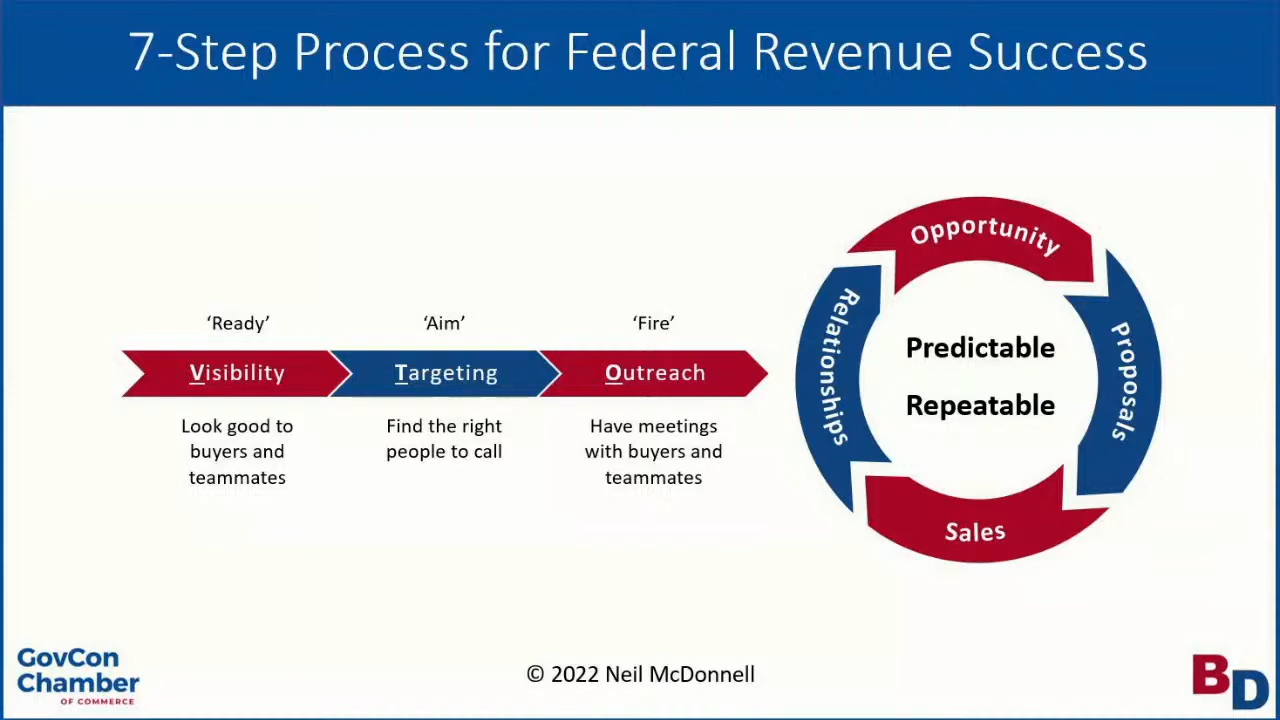 7-Step Process for Federal Revenue Success
‘Ready’
‘Aim’
‘Fire’
Visibility
Targeting
Outreach
Look good to
buyers and
teammates
Find the right
people to call
Have meetings
with buyers and
teammates
Opportunity
Proposals
Sales
Relationships
Predictable
Repeatable
GovCon
Chamber
OF COMMERCE
© 2022 Neil McDonnell
BD